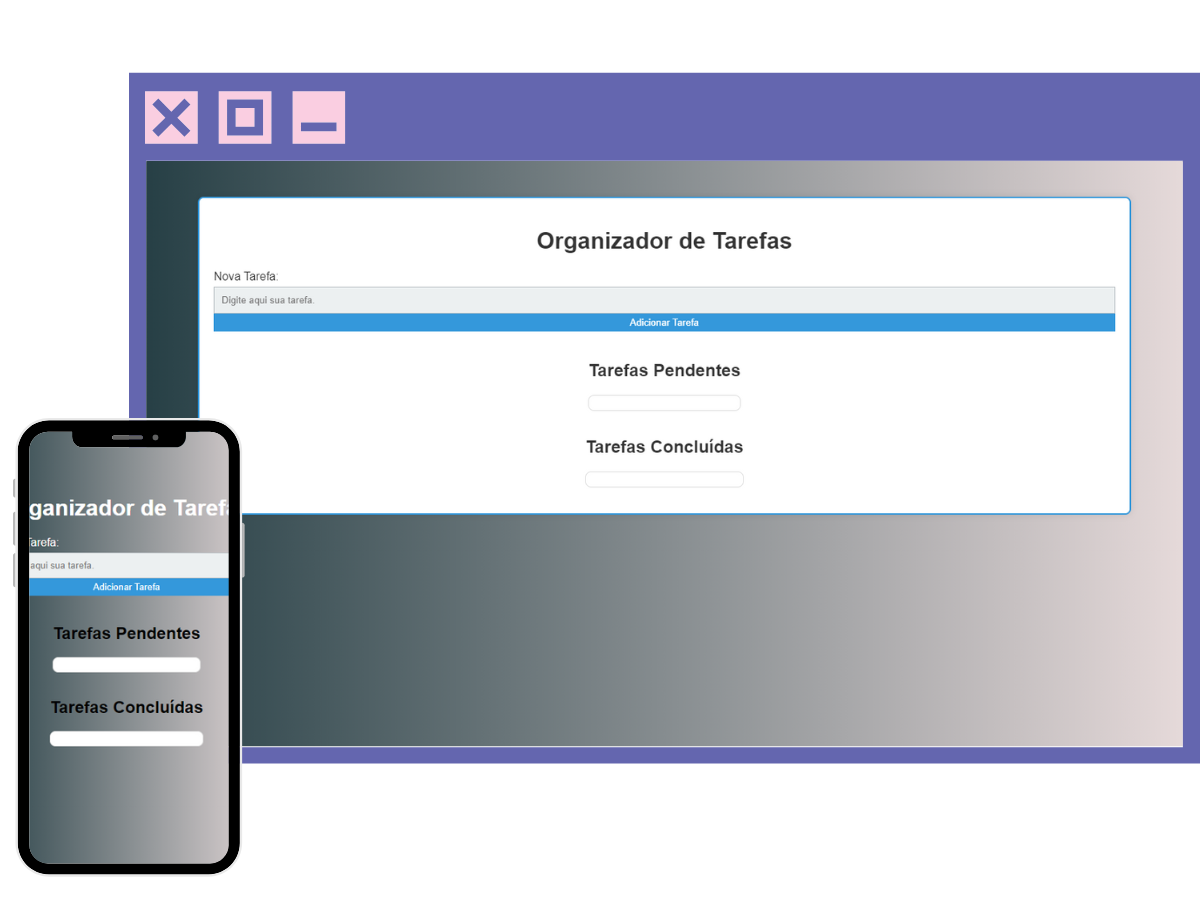 Organizador de Tarefas
Nova Tarefa:
Digite aqui sua tarefa.
Adicionar Tarefa
Tarefas Pendentes
Tarefas Concluídas
ganizador de Taref
Tarefa:
aqui sua tarefa.
Adicionar Tarefa
Tarefas Pendentes
Tarefas Concluídas